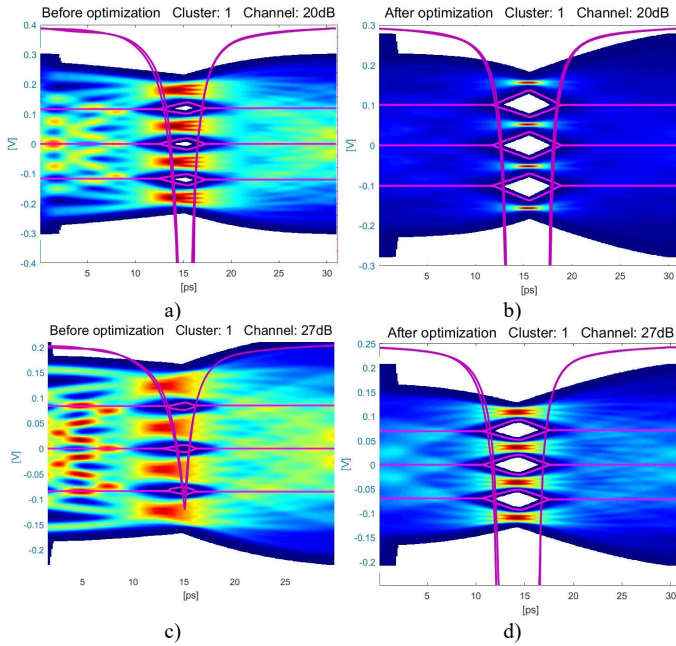 Before optimization Cluster: 1 Channel: 20dB
0.4
0.3
0.2
0.1
0
-0.1
-0.2
-0.3
-0.4
[V]
5 10 15 20 25 30
[ps]
a)
After optimization Cluster: 1 Channel: 20dB
0.3
0.2
0.1
0
-0.1
-0.2
-0.3
[V]
5 10 15 20 25 30
[ps]
b)
Before optimization Cluster: 1 Channel: 27dB
0.2
0.15
0.1
0.05
0
-0.05
-0.1
-0.15
-0.2
[V]
5 10 15 20 25
[ps]
c)
After optimization Cluster: 1 Channel: 27dB
0.25
0.2
0.15
0.1
0.05
0
-0.05
-0.1
-0.15
-0.2
[V]
5 10 15 20 25 30
[ps]
d)